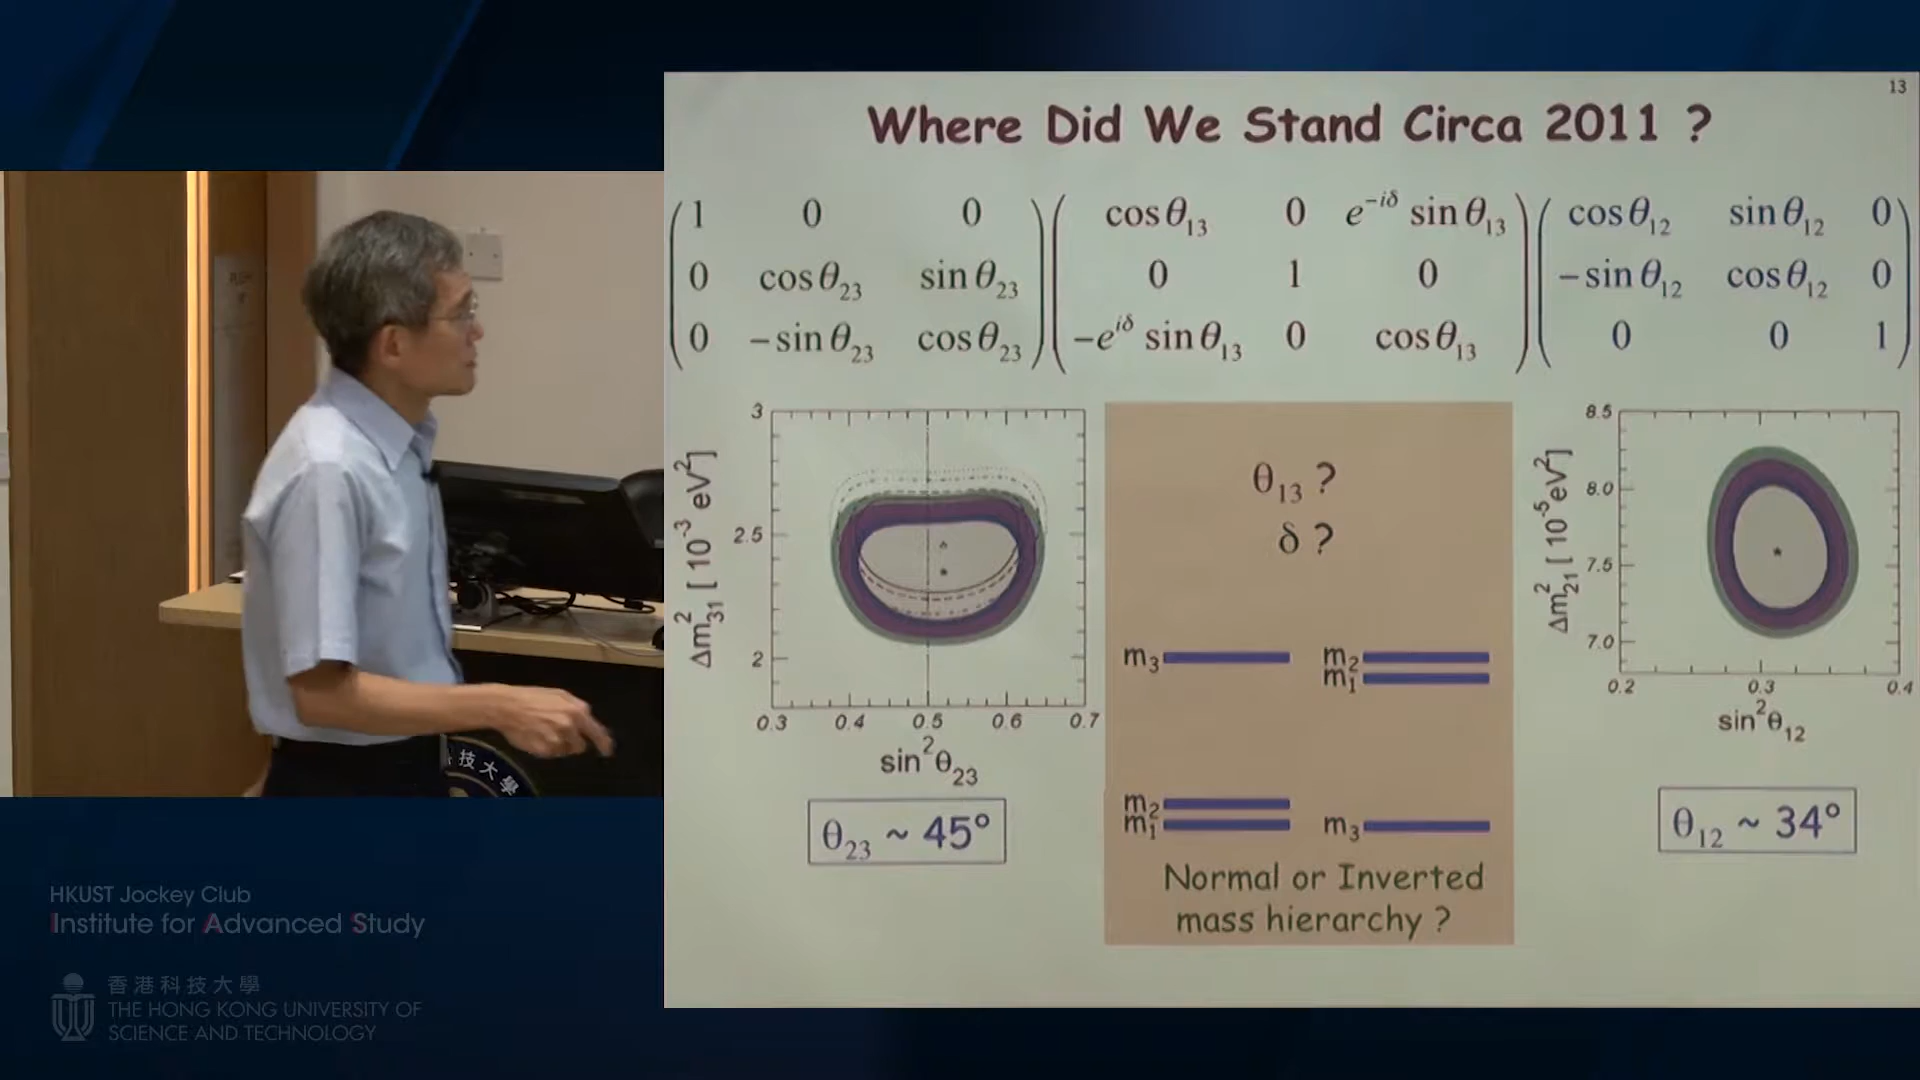 13
Where Did We Stand Circa 2011 ?
1 0 0
0 cosθ₂₃ sinθ₂₃
0 −sinθ₂₃ cosθ₂₃
cosθ₁₃ 0 e^{-iδ} sinθ₁₃
0 1 0
−e^{iδ} sinθ₁₃ 0 cosθ₁₃
cosθ₁₂ sinθ₁₂ 0
−sinθ₁₂ cosθ₁₂ 0
0 0 1
Δm²₃₁ [ 10⁻³ eV² ]
3
2.5
2
0.3 0.4 0.5 0.6 0.7
sin²θ₂₃
θ₂₃ ~ 45°
θ₁₃ ?
δ ?
m₃
m₂
m₁
m₂
m₁
m₃
Normal or Inverted
mass hierarchy ?
Δm²₂₁ [ 10⁻⁵eV² ]
8.5
8.0
7.5
7.0
0.2 0.3 0.4
sin²θ₁₂
θ₁₂ ~ 34°
技大學
HKUST Jockey Club
Institute for Advanced Study
香港科技大學
THE HONG KONG UNIVERSITY OF
SCIENCE AND TECHNOLOGY